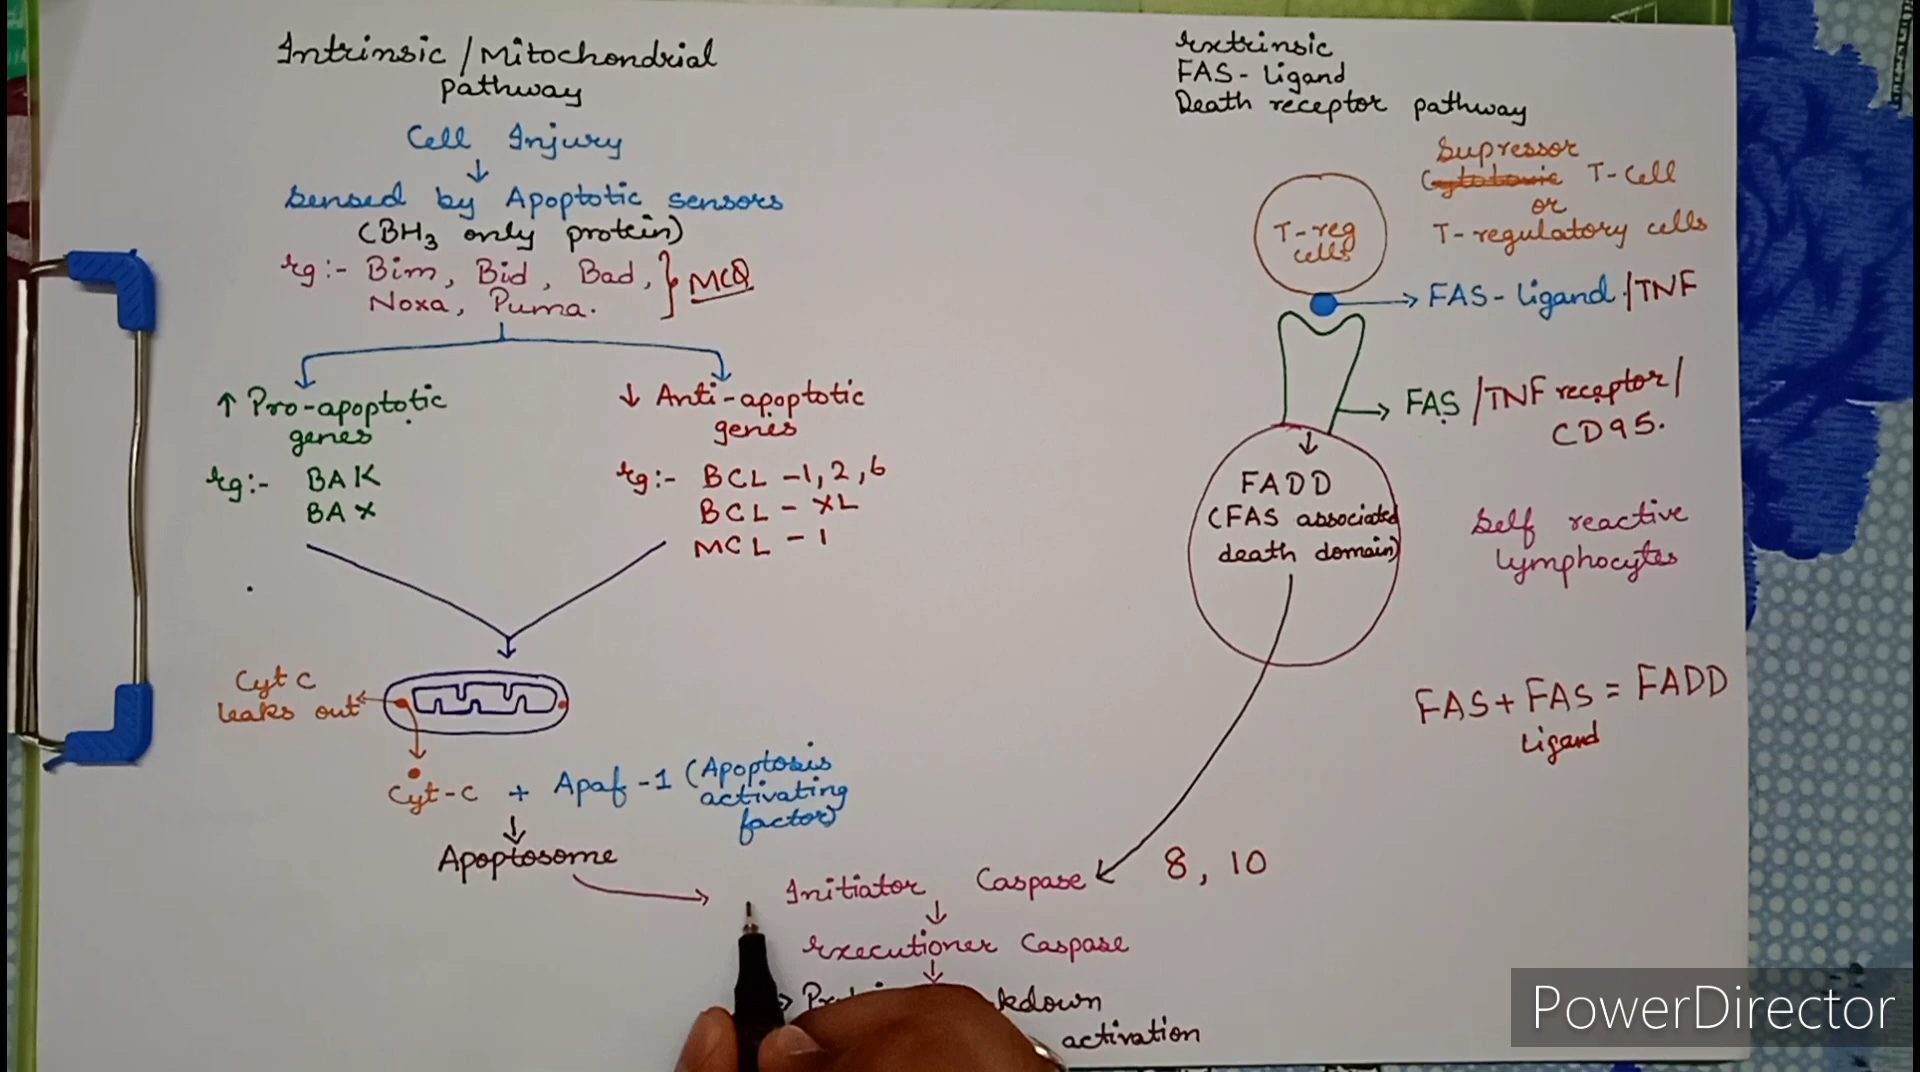 Intrinsic / Mitochondrial
pathway
Cell Injury
↓
Sensed by Apoptotic sensors
(BH3 only protein)
Eg:- Bim, Bid, Bad, } MCQ
Noxa, Puma.
↑ Pro-apoptotic
genes
Eg:- BAK
BAX
↓ Anti-apoptotic
genes
Eg:- BCL -1, 2, 6
BCL - XL
MCL - 1
Cyt C
leaks out
Cyt-c + Apaf-1 (Apoptosis
activating
factor)
↓
Apoptosome
Extrinsic
FAS - Ligand
Death receptor pathway
Supressor
Cytotoxic T-Cell
or
T-regulatory cells
T-reg
cells
FAS-Ligand / TNF
FAS / TNF receptor /
CD95.
FADD
(FAS associated
death domain)
Self reactive
lymphocytes
FAS + FAS = FADD
Ligand
Initiator Caspase 8, 10
↓
Executioner Caspase
↓
kdown
activation
PowerDirector